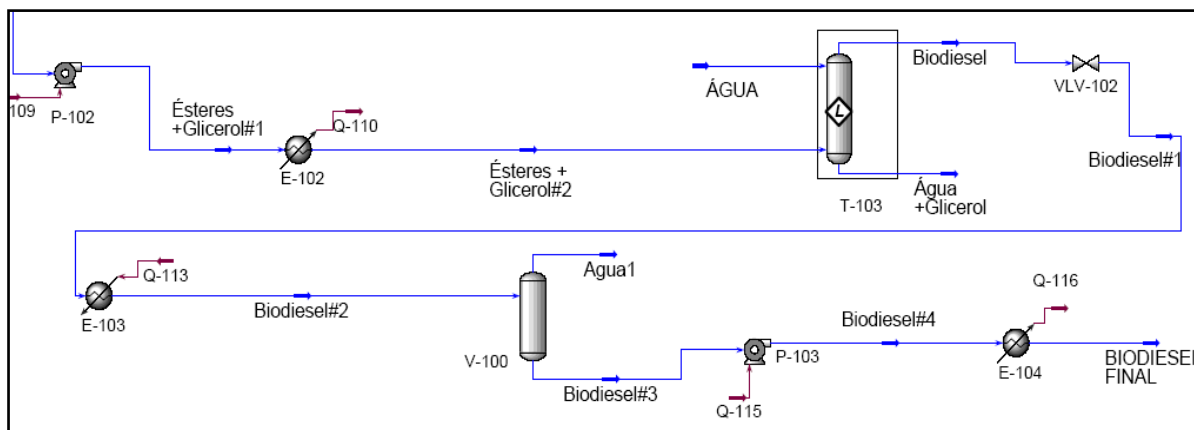 109
P-102
Ésteres
+Glicerol#1
Q-110
E-102
Ésteres +
Glicerol#2
ÁGUA
L
T-103
Biodiesel
VLV-102
Biodiesel#1
Água
+Glicerol
Q-113
E-103
Biodiesel#2
Agua1
V-100
Biodiesel#3
P-103
Q-115
Biodiesel#4
Q-116
E-104
BIODIESEL
FINAL